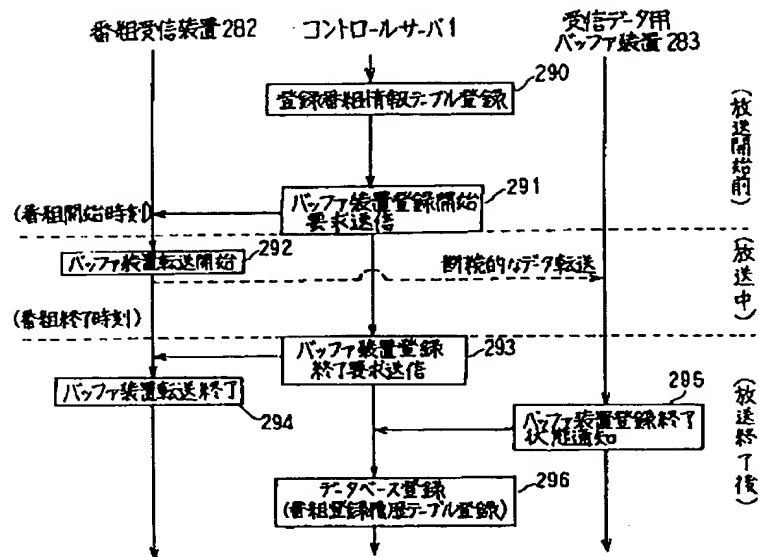 番組受信装置282
コントロールサーバ1
受信データ用
バッファ装置283
290
登録番組情報テーブル登録
(放送開始前)
291
バッファ装置登録開始
要求送信
(番組開始時刻)
292
バッファ装置転送開始
断続的なデータ転送
(放送中)
(番組終了時刻)
293
バッファ装置登録
終了要求送信
バッファ装置転送終了
294
295
バッファ装置登録終了
状態通知
(放送終了後)
296
データベース登録
(番組登録履歴テーブル登録)